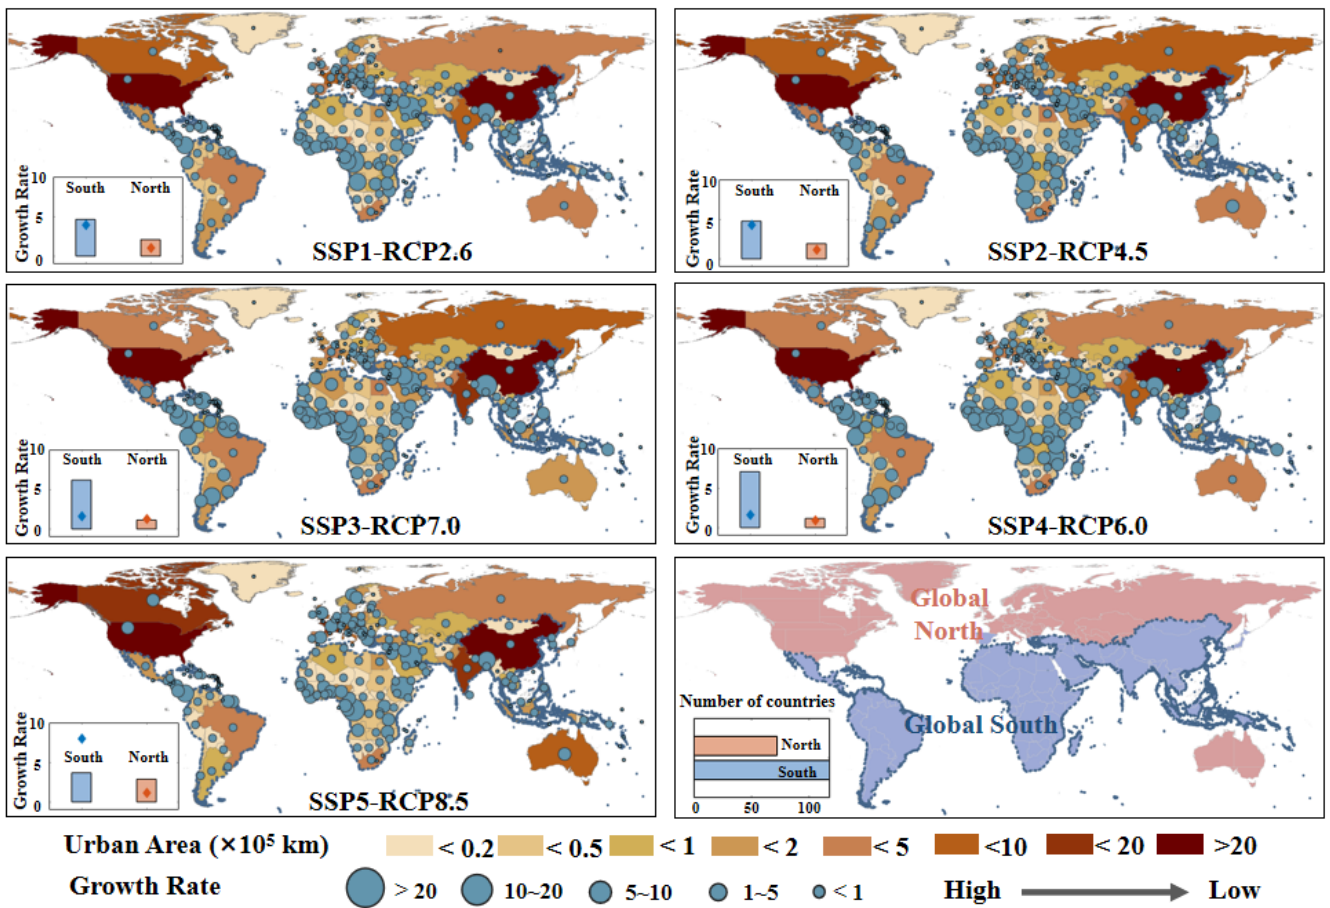 10
South North
5
0
Growth Rate
SSP1-RCP2.6
10
South North
5
0
Growth Rate
SSP2-RCP4.5
10
South North
5
0
Growth Rate
SSP3-RCP7.0
10
South North
5
0
Growth Rate
SSP4-RCP6.0
10
South North
5
0
Growth Rate
SSP5-RCP8.5
Global
North
Global South
Number of countries
North
South
0 100
Urban Area (×10⁵ km) < 0.2 < 0.5 < 1 < 2 < 5 <10 < 20 >20
Growth Rate > 20 10~20 5~10 1~5 < 1 High Low